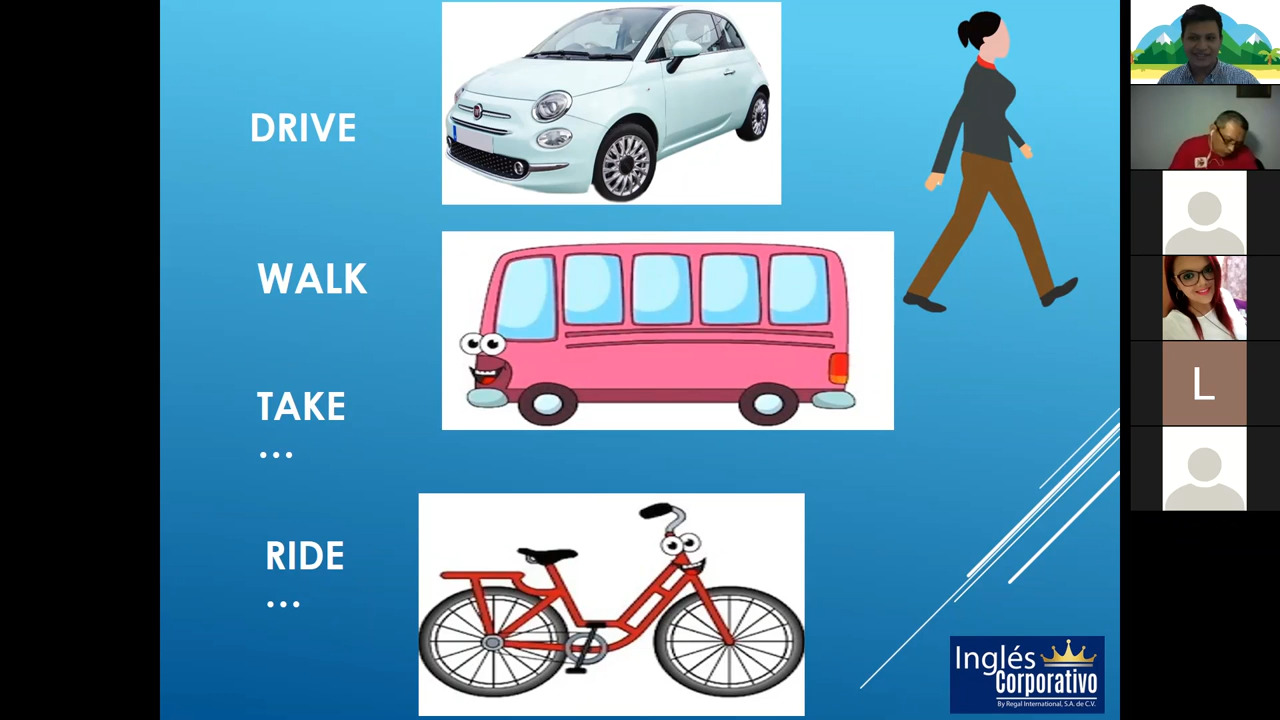 DRIVE
WALK
TAKE
...
RIDE
...
L
Inglés
Corporativo
By Regal International, S.A. de C.V.